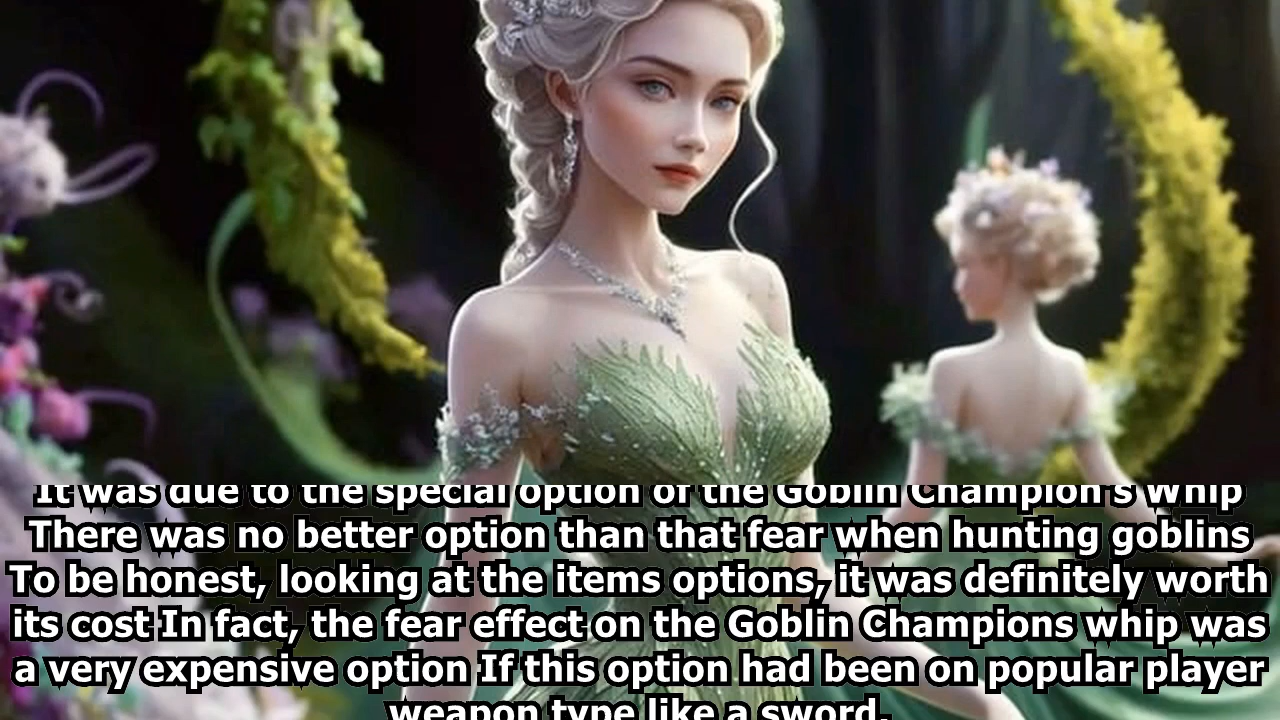 It was due to the special option of the Goblin Champion's Whip
There was no better option than that fear when hunting goblins
To be honest, looking at the items options, it was definitely worth
its cost In fact, the fear effect on the Goblin Champions whip was
a very expensive option If this option had been on popular player
weapon type like a sword,